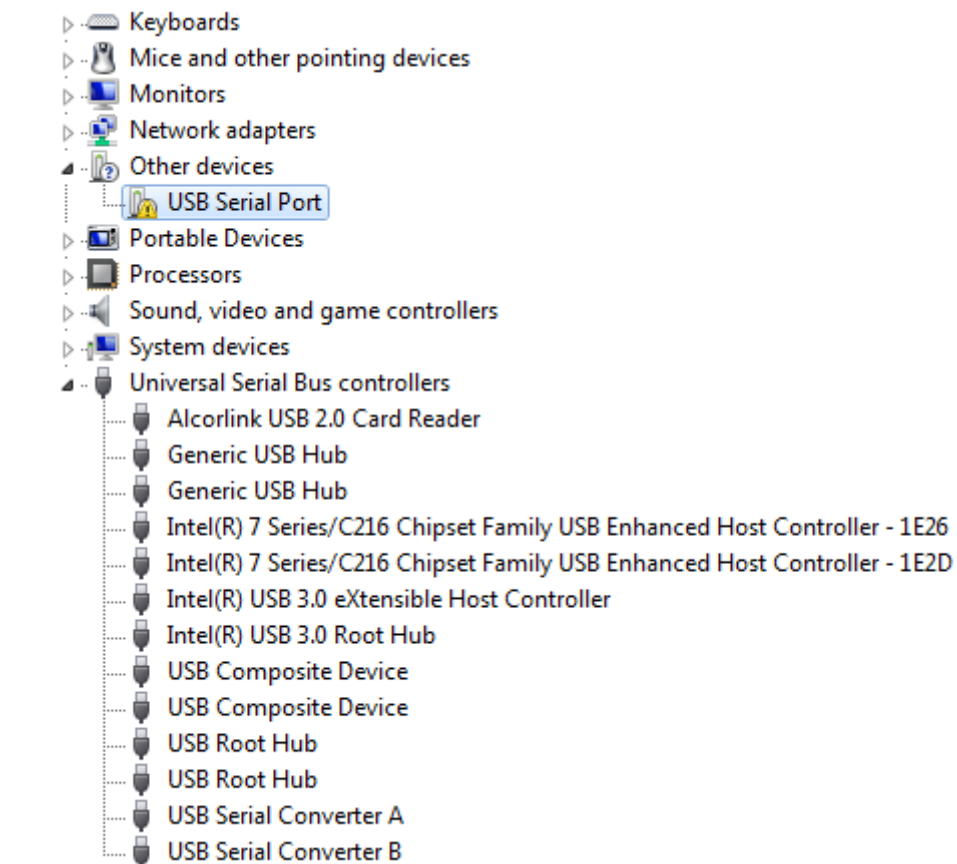 Keyboards
Mice and other pointing devices
Monitors
Network adapters
Other devices
USB Serial Port
Portable Devices
Processors
Sound, video and game controllers
System devices
Universal Serial Bus controllers
Alcorlink USB 2.0 Card Reader
Generic USB Hub
Generic USB Hub
Intel(R) 7 Series/C216 Chipset Family USB Enhanced Host Controller - 1E26
Intel(R) 7 Series/C216 Chipset Family USB Enhanced Host Controller - 1E2D
Intel(R) USB 3.0 eXtensible Host Controller
Intel(R) USB 3.0 Root Hub
USB Composite Device
USB Composite Device
USB Root Hub
USB Root Hub
USB Serial Converter A
USB Serial Converter B